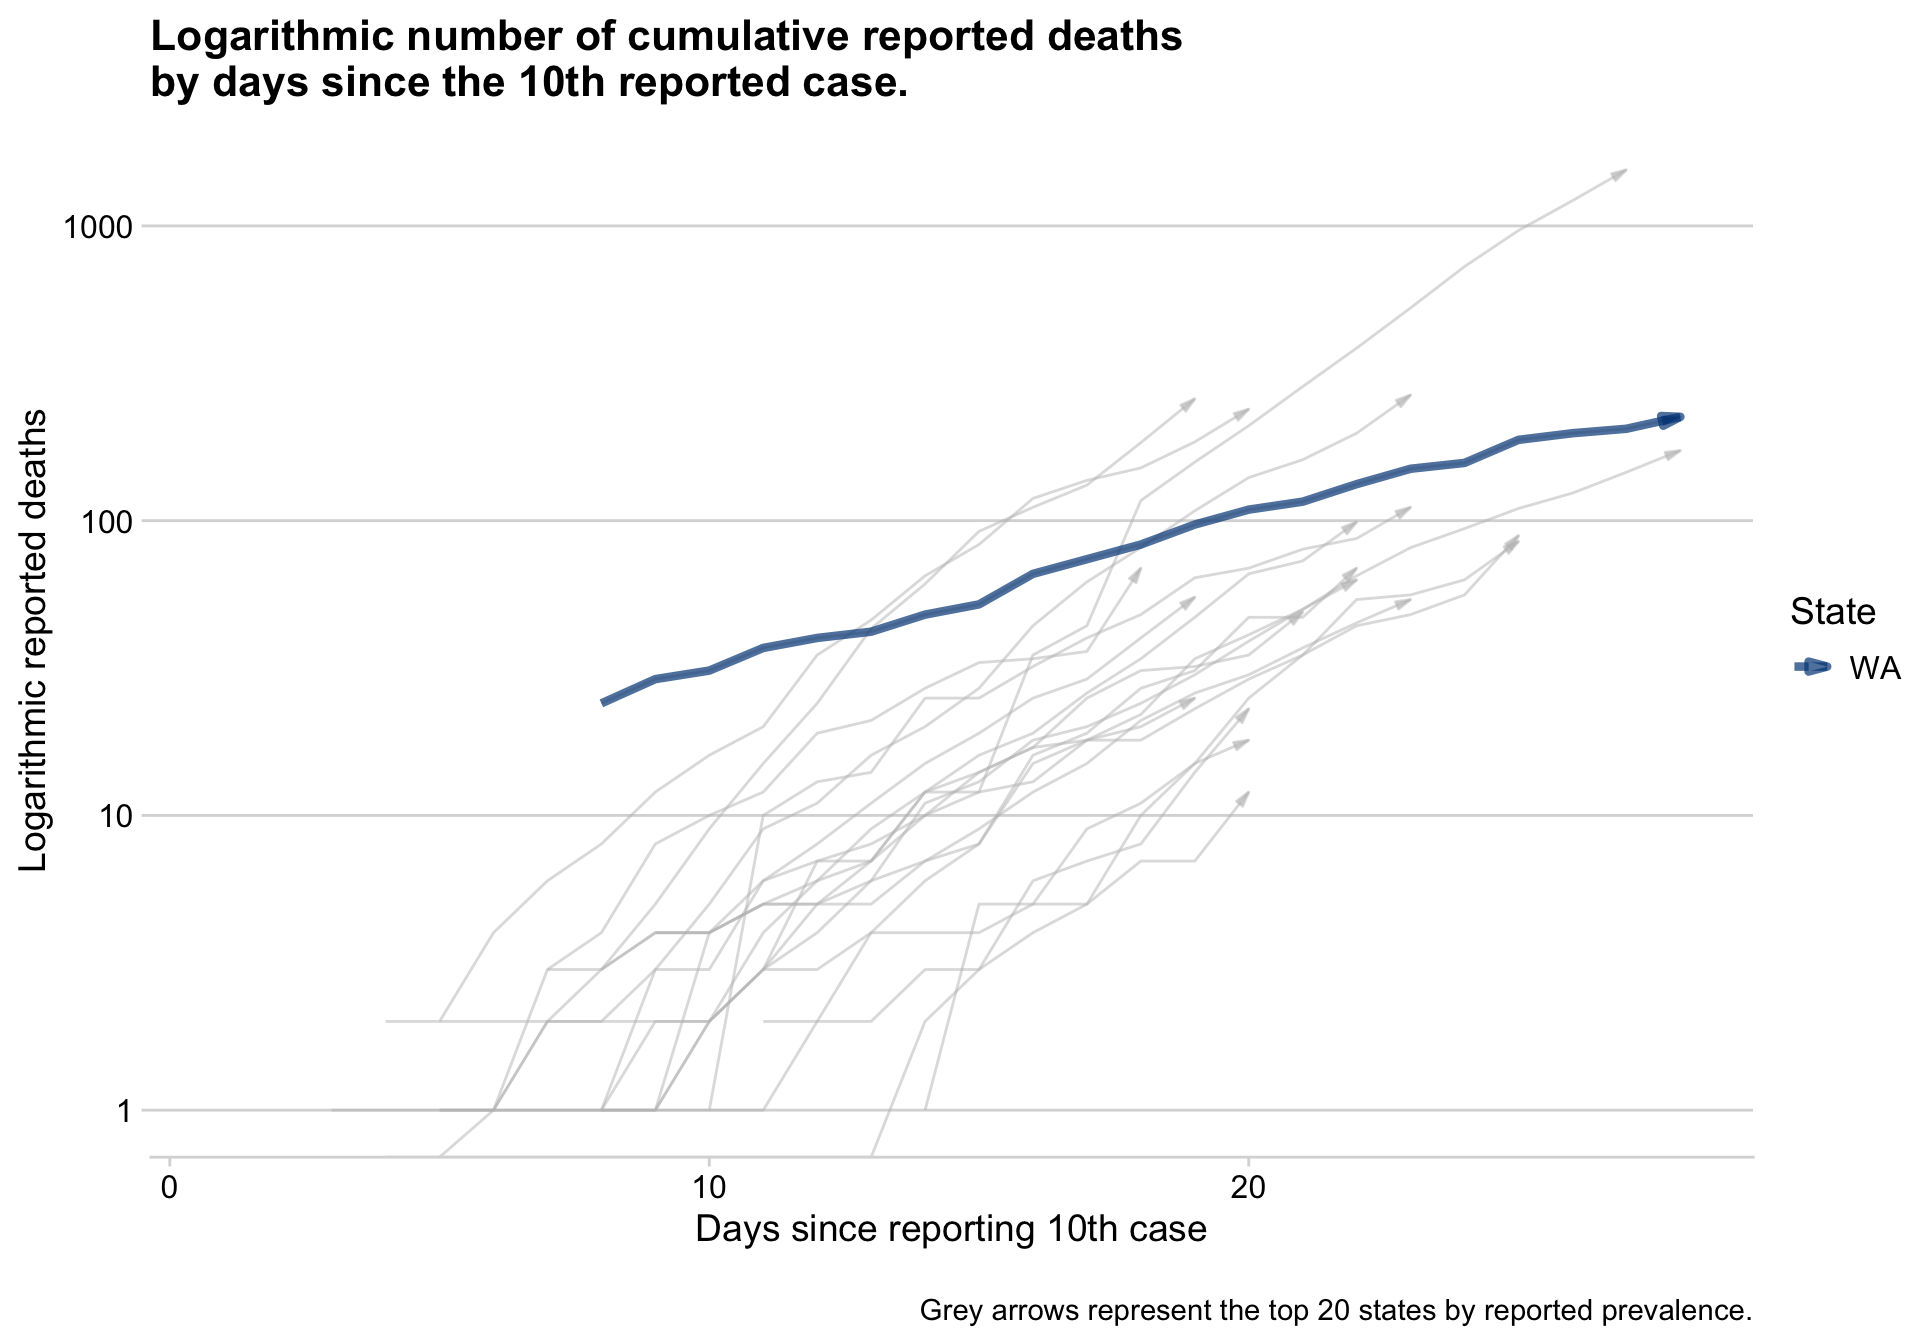 Logarithmic number of cumulative reported deaths
by days since the 10th reported case.
Logarithmic reported deaths
1000
100
10
1
0
10
20
Days since reporting 10th case
State
WA
Grey arrows represent the top 20 states by reported prevalence.